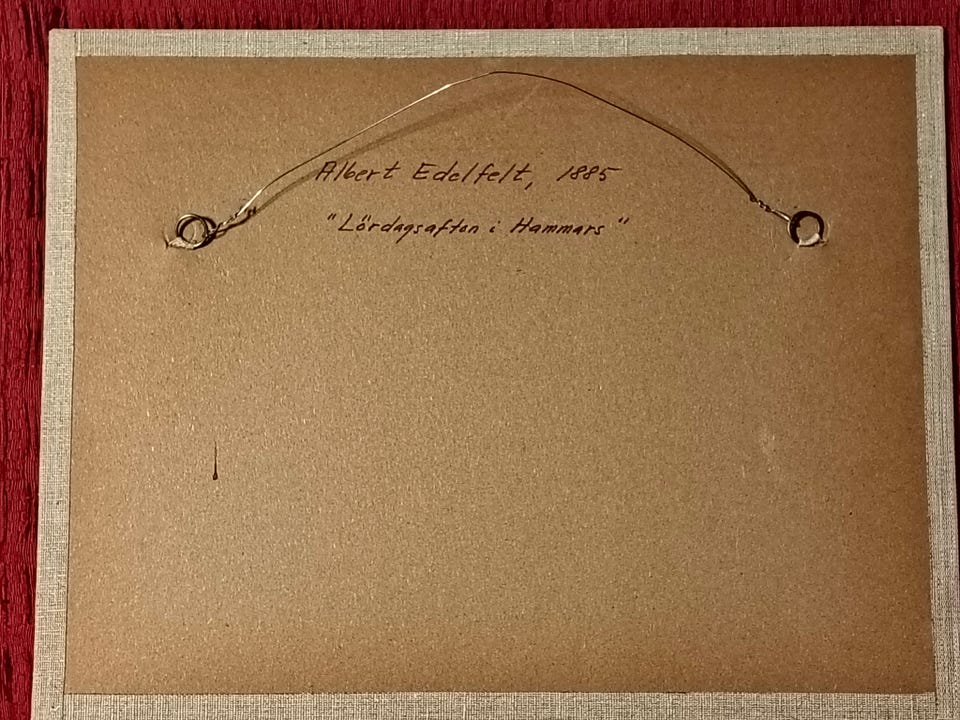 Albert Edelfelt, 1885
"Lördagsafton i Hammars"